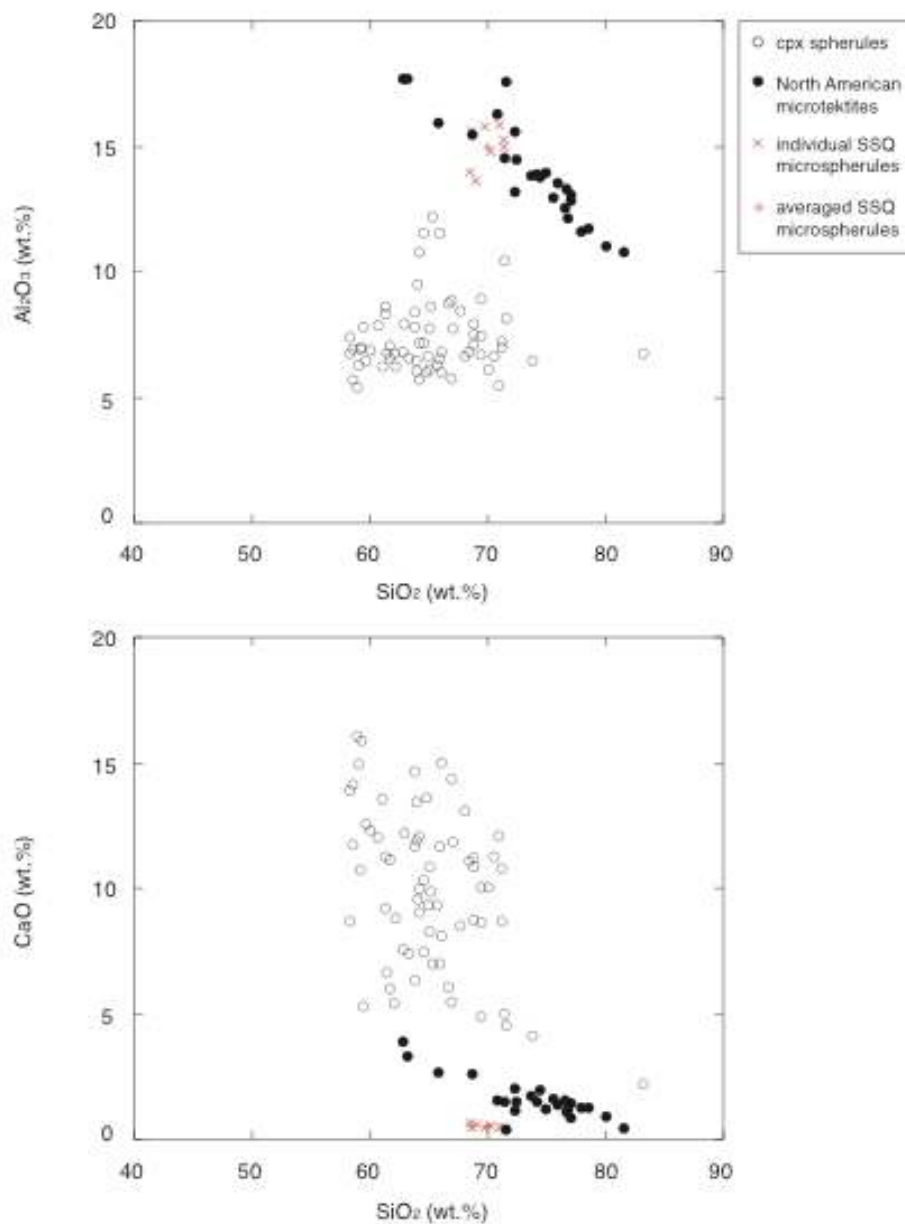 20
15
10
5
0
Al₂O₃ (wt.%)
40 50 60 70 80 90
SiO₂ (wt.%)
cpx spherules
North American
microtektites
individual SSQ
microspherules
averaged SSQ
microspherules
20
15
10
5
0
CaO (wt.%)
40 50 60 70 80 90
SiO₂ (wt.%)